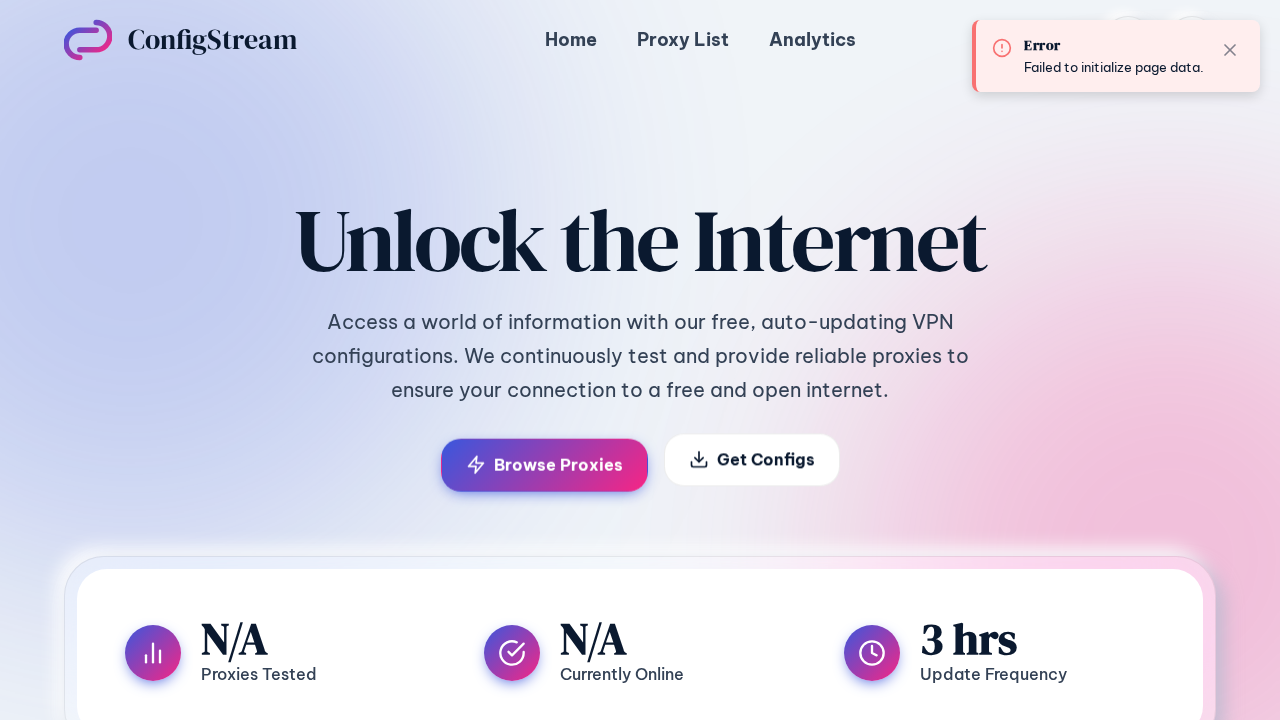 ConfigStream
Home
Proxy List
Analytics
Error
Failed to initialize page data.
Unlock the Internet
Access a world of information with our free, auto-updating VPN
configurations. We continuously test and provide reliable proxies to
ensure your connection to a free and open internet.
Browse Proxies
Get Configs
N/A
Proxies Tested
N/A
Currently Online
3 hrs
Update Frequency